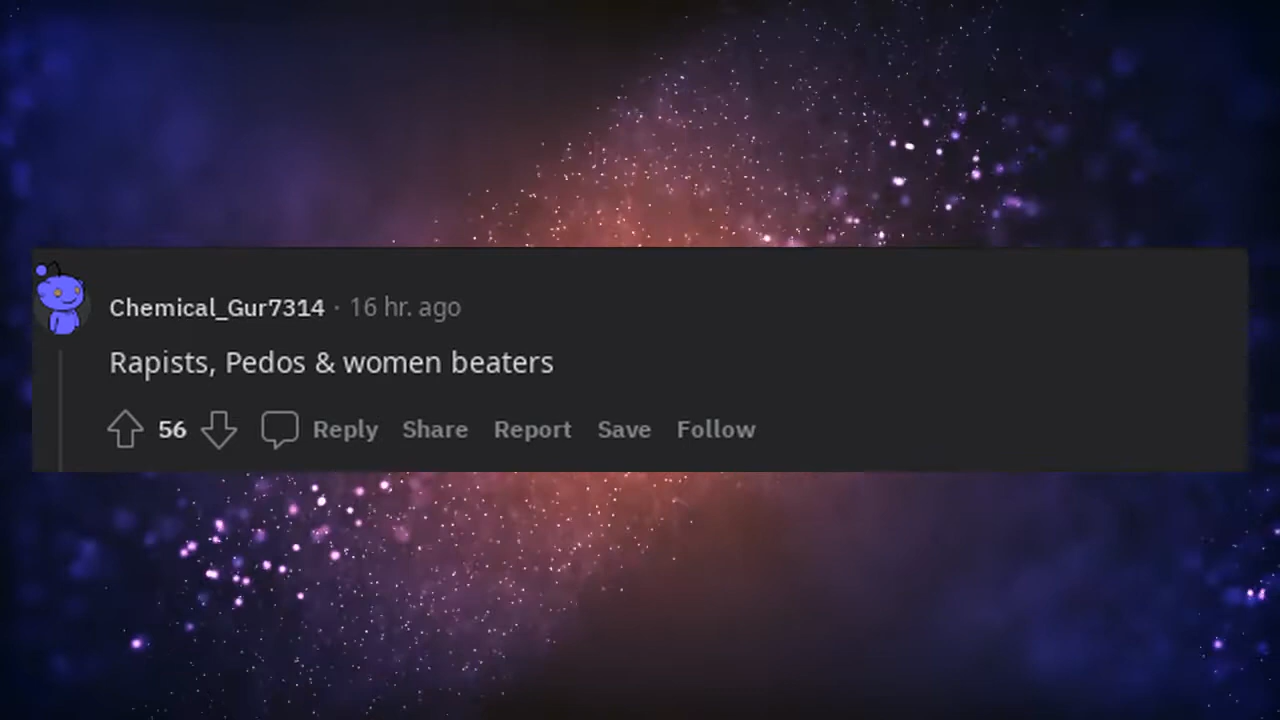 Chemical_Gur7314 · 16 hr. ago
Rapists, Pedos & women beaters
56 Reply Share Report Save Follow